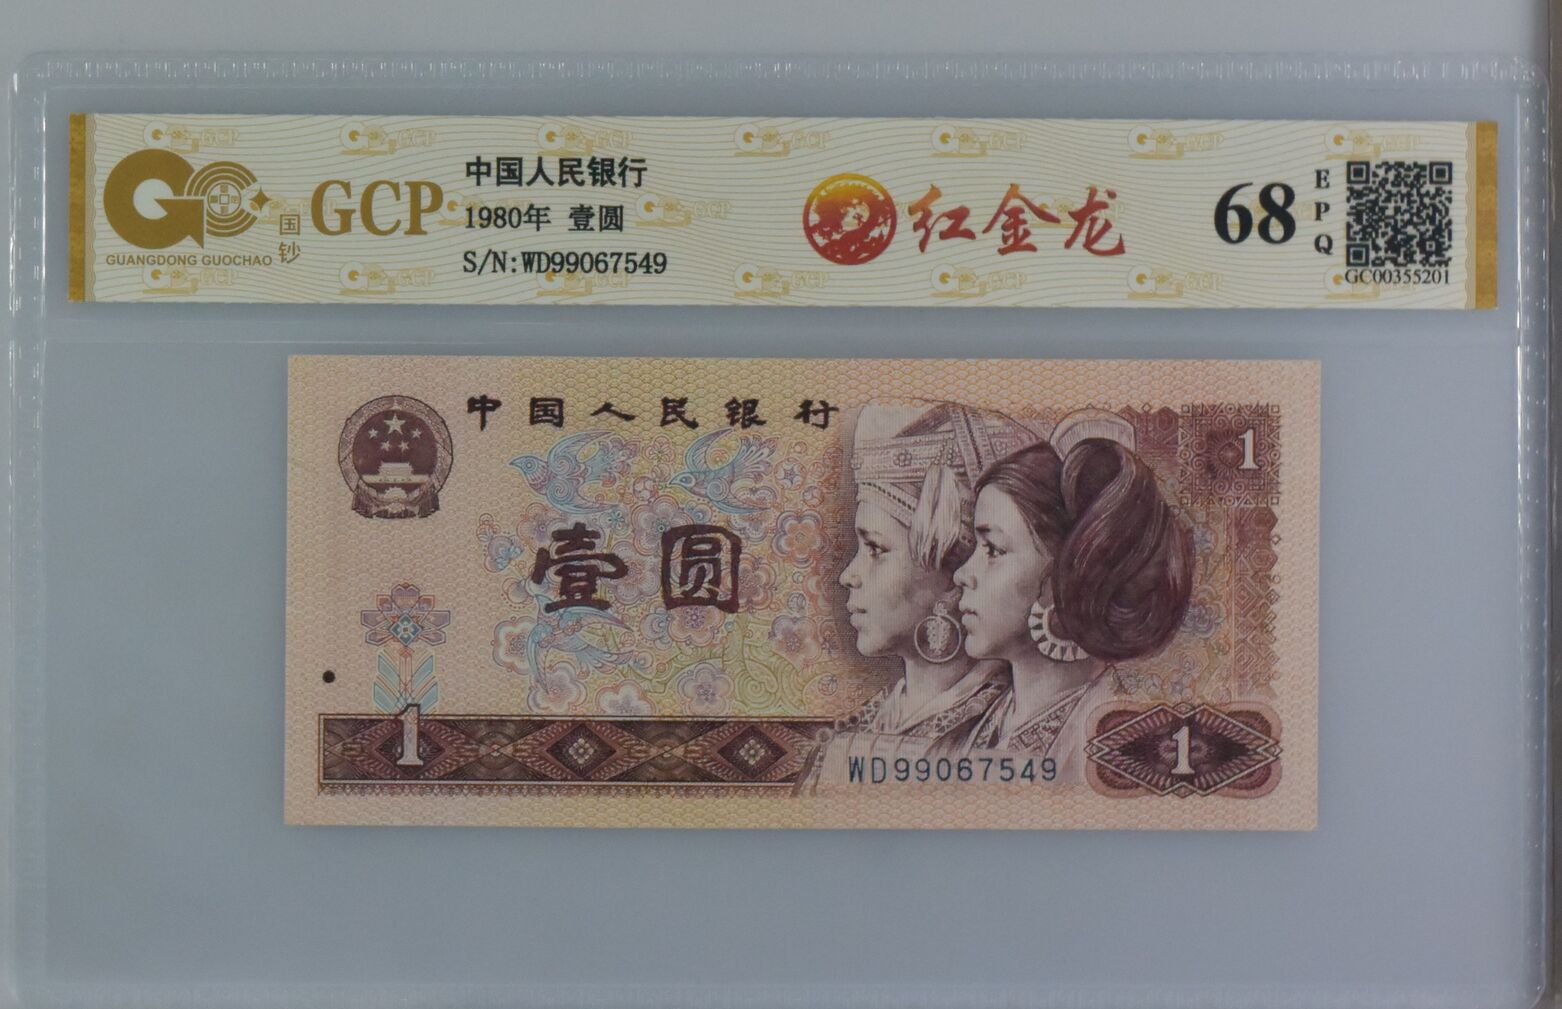 GUANGDONG GUOCHAO
国钞
GCP
中国人民银行
1980年 壹圆
S/N:WD99067549
红金龙
68
EPQ
GC00355201
中国人民银行
1
壹圆
1
WD99067549
1